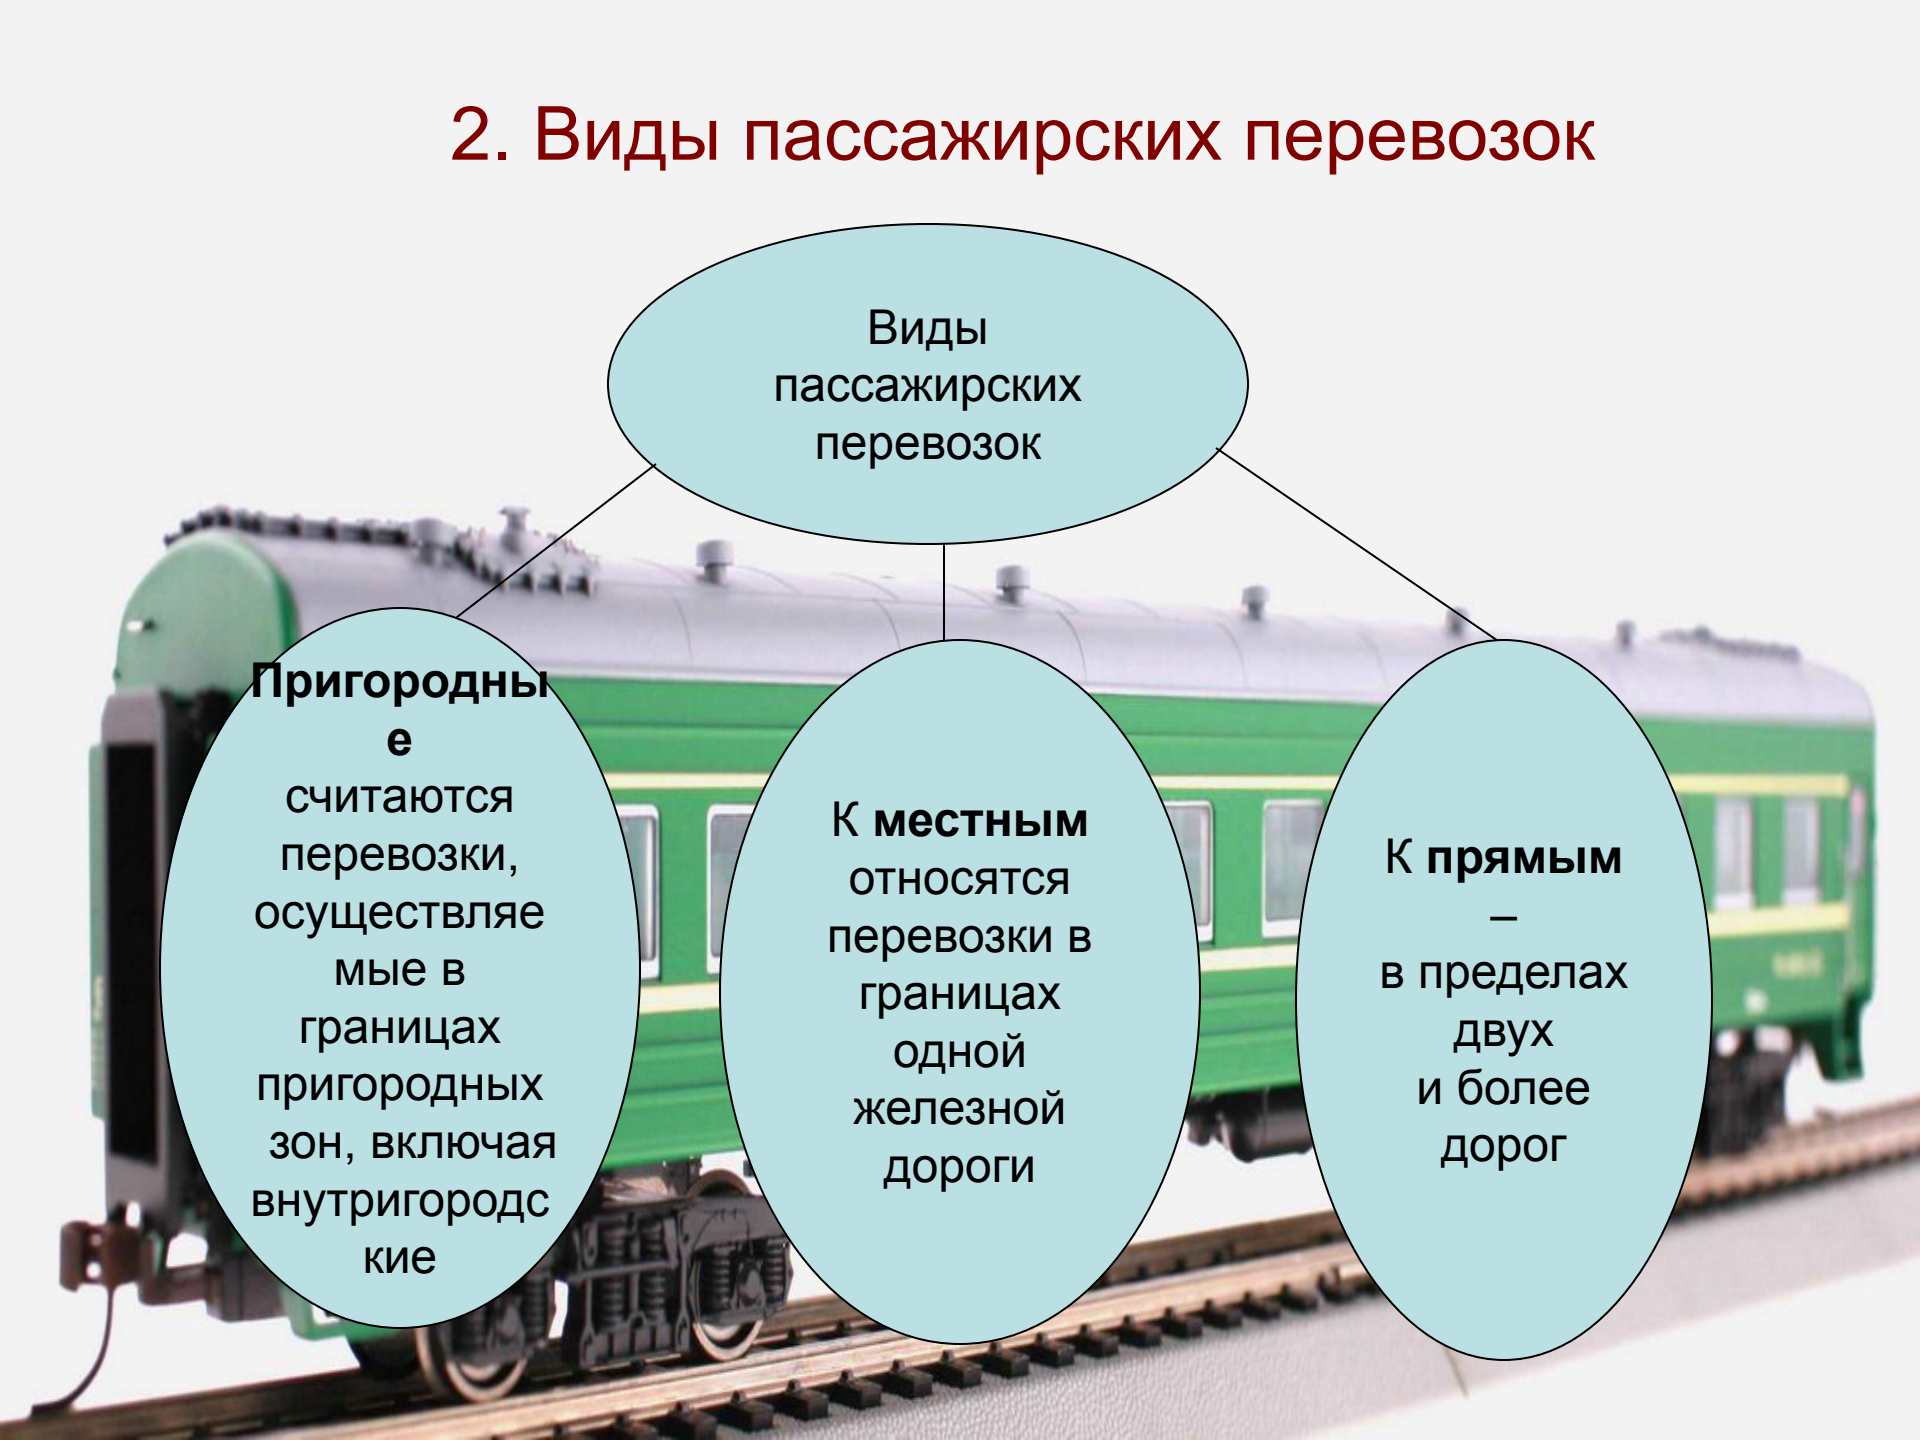 2. Виды пассажирских перевозок
Виды
пассажирских
перевозок
Пригородны
е
считаются
перевозки,
осуществляе
мые в
границах
пригородных
зон, включая
внутригородс
кие
К местным
относятся
перевозки в
границах
одной
железной
дороги
К прямым
–
в пределах
двух
и более
дорог